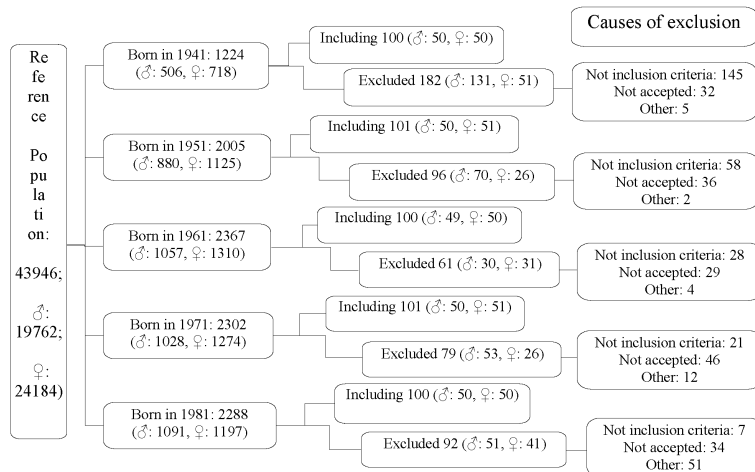 Re
fe
rence
Po
pu
la
ti
on:
43946;
♂:
19762;
♀:
24184)
Causes of exclusion
Born in 1941: 1224
(♂: 506, ♀: 718)
Including 100 (♂: 50, ♀: 50)
Excluded 182 (♂: 131, ♀: 51)
Not inclusion criteria: 145
Not accepted: 32
Other: 5
Born in 1951: 2005
(♂: 880, ♀: 1125)
Including 101 (♂: 50, ♀: 51)
Excluded 96 (♂: 70, ♀: 26)
Not inclusion criteria: 58
Not accepted: 36
Other: 2
Born in 1961: 2367
(♂: 1057, ♀: 1310)
Including 100 (♂: 49, ♀: 50)
Excluded 61 (♂: 30, ♀: 31)
Not inclusion criteria: 28
Not accepted: 29
Other: 4
Born in 1971: 2302
(♂: 1028, ♀: 1274)
Including 101 (♂: 50, ♀: 51)
Excluded 79 (♂: 53, ♀: 26)
Not inclusion criteria: 21
Not accepted: 46
Other: 12
Born in 1981: 2288
(♂: 1091, ♀: 1197)
Including 100 (♂: 50, ♀: 50)
Excluded 92 (♂: 51, ♀: 41)
Not inclusion criteria: 7
Not accepted: 34
Other: 51